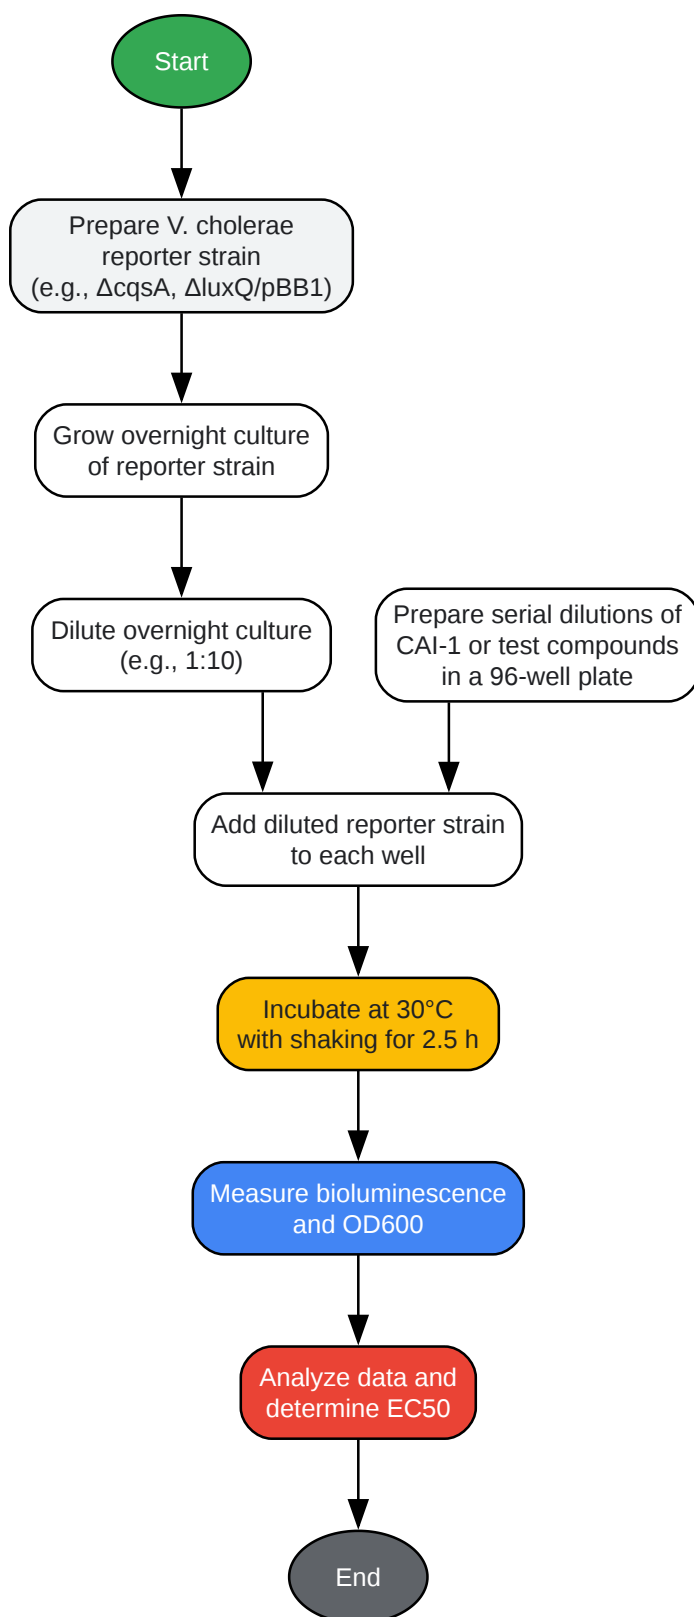 Start
Prepare V. cholerae
reporter strain
(e.g., ΔcqsA, ΔluxQ/pBB1)
Grow overnight culture
of reporter strain
Dilute overnight culture
(e.g., 1:10)
Prepare serial dilutions of
CAI-1 or test compounds
in a 96-well plate
Add diluted reporter strain
to each well
Incubate at 30°C
with shaking for 2.5 h
Measure bioluminescence
and OD600
Analyze data and
determine EC50
End